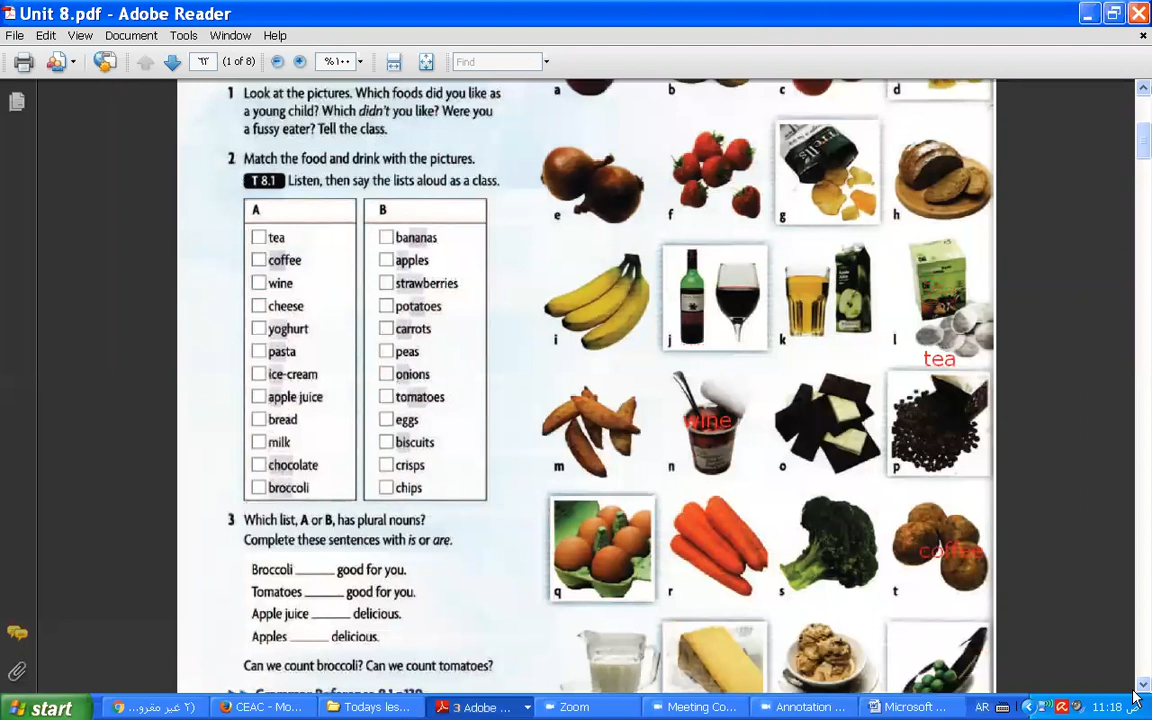 Unit 8.pdf - Adobe Reader
File Edit View Document Tools Window Help
٦٢ (1 of 8) %١٠٠ Find
1 Look at the pictures. Which foods did you like as
a young child? Which didn't you like? Were you
a fussy eater? Tell the class.
2 Match the food and drink with the pictures.
T 8.1 Listen, then say the lists aloud as a class.
A
tea
coffee
wine
cheese
yoghurt
pasta
ice-cream
apple juice
bread
milk
chocolate
broccoli
B
bananas
apples
strawberries
potatoes
carrots
peas
onions
tomatoes
eggs
biscuits
crisps
chips
3 Which list, A or B, has plural nouns?
Complete these sentences with is or are.
Broccoli ______ good for you.
Tomatoes ______ good for you.
Apple juice ______ delicious.
Apples ______ delicious.
Can we count broccoli? Can we count tomatoes?
a b c d
e f g h
i j k l
tea
wine
m n o p
coffee
q r s t
start
CEAC - Mo...
Todays les...
3 Adobe ...
Zoom
Meeting Co...
Annotation ...
Microsoft ...
AR
11:18 ص